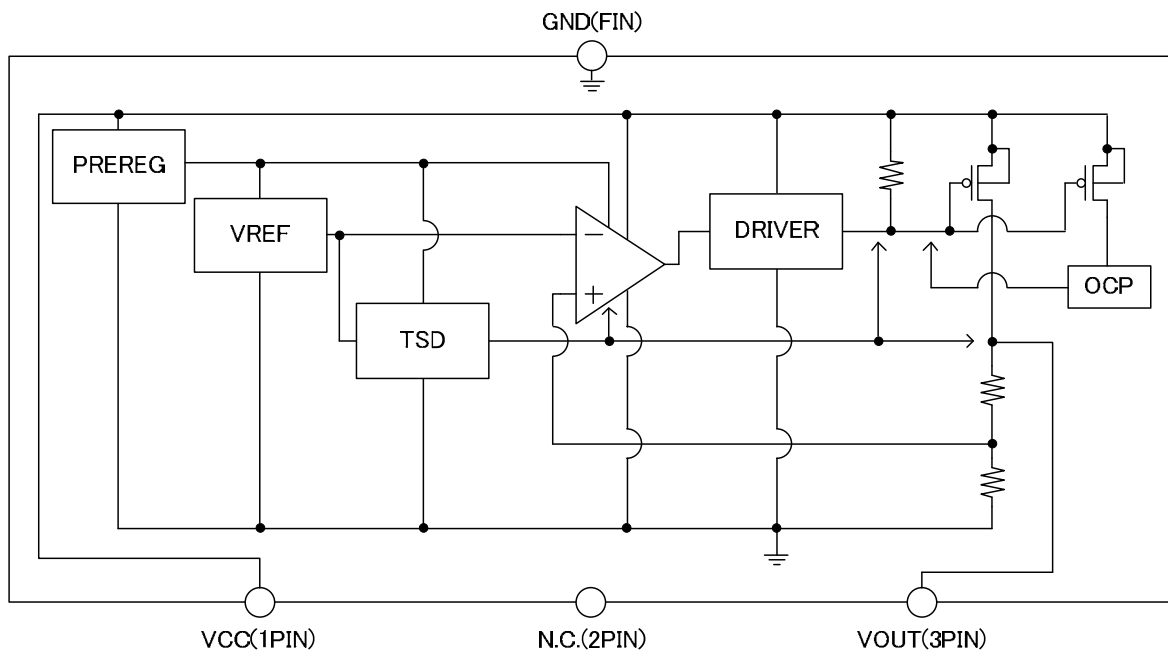 GND(FIN)
PREREG
VREF
DRIVER
−
+
OCP
TSD
VCC(1PIN)
N.C.(2PIN)
VOUT(3PIN)